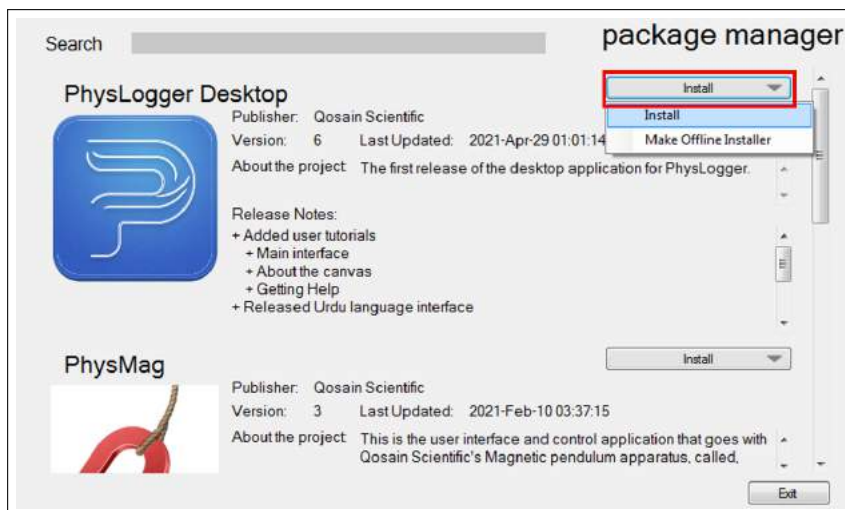 Search
package manager
PhysLogger Desktop
Install
Install
Make Offline Installer
Publisher: Qosain Scientific
Version: 6 Last Updated: 2021-Apr-29 01:01:14
About the project The first release of the desktop application for PhysLogger.
Release Notes:
+ Added user tutorials
+ Main interface
+ About the canvas
+ Getting Help
+ Released Urdu language interface
PhysMag
Install
Publisher: Qosain Scientific
Version: 3 Last Updated: 2021-Feb-10 03:37:15
About the project This is the user interface and control application that goes with
Qosain Scientific's Magnetic pendulum apparatus, called,
Exit